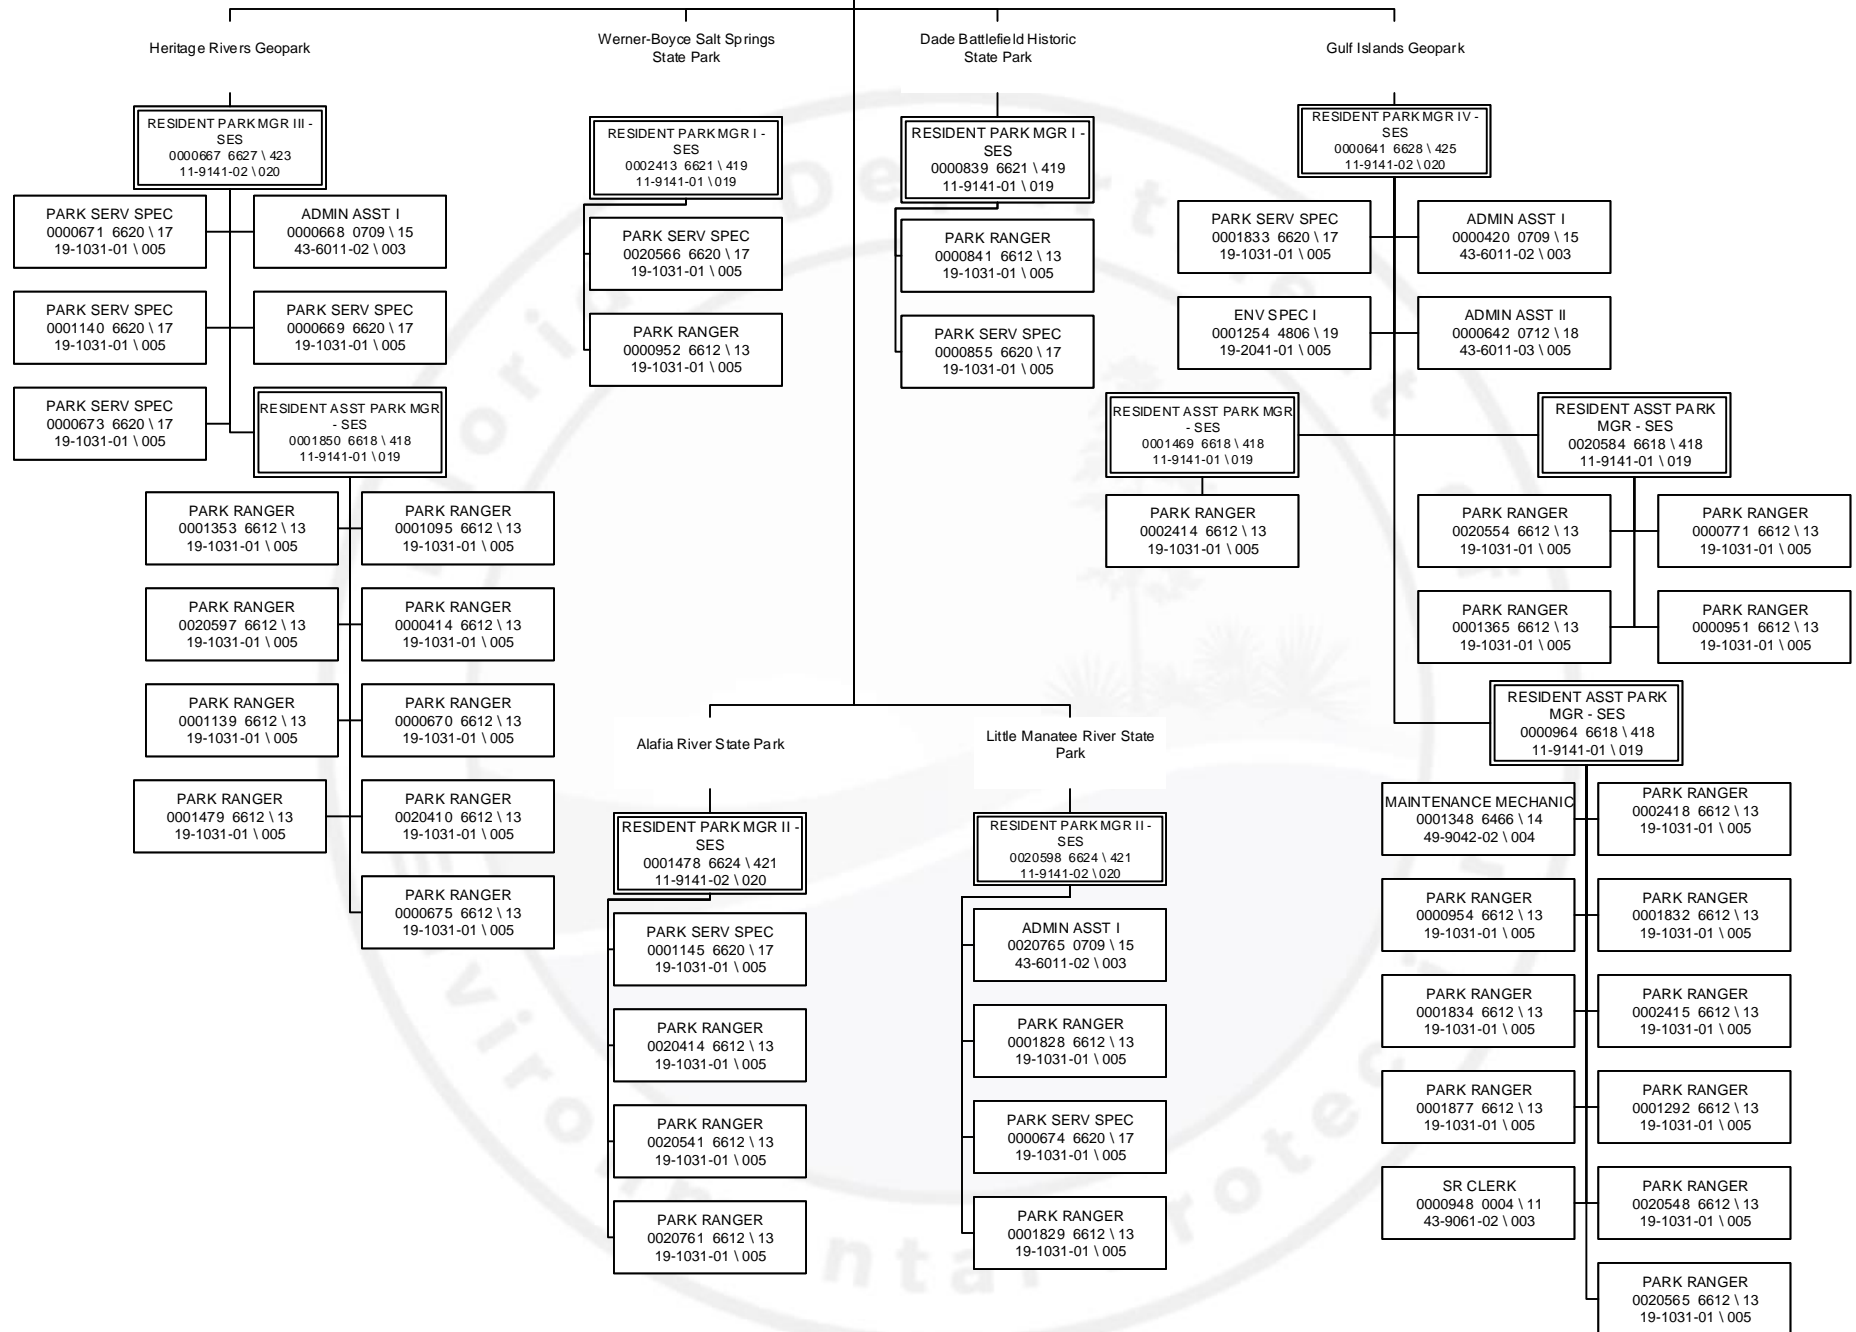 Heritage Rivers Geopark
RESIDENT PARK MGR III -
SES
0000667 6627 \ 423
11-9141-02 \ 020
PARK SERV SPEC
0000671 6620 \ 17
19-1031-01 \ 005
ADMIN ASST I
0000668 0709 \ 15
43-6011-02 \ 003
PARK SERV SPEC
0001140 6620 \ 17
19-1031-01 \ 005
PARK SERV SPEC
0000669 6620 \ 17
19-1031-01 \ 005
PARK SERV SPEC
0000673 6620 \ 17
19-1031-01 \ 005
RESIDENT ASST PARK MGR
- SES
0001850 6618 \ 418
11-9141-01 \ 019
PARK RANGER
0001353 6612 \ 13
19-1031-01 \ 005
PARK RANGER
0001095 6612 \ 13
19-1031-01 \ 005
PARK RANGER
0020597 6612 \ 13
19-1031-01 \ 005
PARK RANGER
0000414 6612 \ 13
19-1031-01 \ 005
PARK RANGER
0001139 6612 \ 13
19-1031-01 \ 005
PARK RANGER
0000670 6612 \ 13
19-1031-01 \ 005
PARK RANGER
0001479 6612 \ 13
19-1031-01 \ 005
PARK RANGER
0020410 6612 \ 13
19-1031-01 \ 005
PARK RANGER
0000675 6612 \ 13
19-1031-01 \ 005
Werner-Boyce Salt Springs
State Park
RESIDENT PARK MGR I -
SES
0002413 6621 \ 419
11-9141-01 \ 019
PARK SERV SPEC
0020566 6620 \ 17
19-1031-01 \ 005
PARK RANGER
0000952 6612 \ 13
19-1031-01 \ 005
Dade Battlefield Historic
State Park
RESIDENT PARK MGR I -
SES
0000839 6621 \ 419
11-9141-01 \ 019
PARK RANGER
0000841 6612 \ 13
19-1031-01 \ 005
PARK SERV SPEC
0000855 6620 \ 17
19-1031-01 \ 005
Gulf Islands Geopark
RESIDENT PARK MGR IV -
SES
0000641 6628 \ 425
11-9141-02 \ 020
PARK SERV SPEC
0001833 6620 \ 17
19-1031-01 \ 005
ADMIN ASST I
0000420 0709 \ 15
43-6011-02 \ 003
ENV SPEC I
0001254 4806 \ 19
19-2041-01 \ 005
ADMIN ASST II
0000642 0712 \ 18
43-6011-03 \ 005
RESIDENT ASST PARK MGR
- SES
0001469 6618 \ 418
11-9141-01 \ 019
PARK RANGER
0002414 6612 \ 13
19-1031-01 \ 005
RESIDENT ASST PARK
MGR - SES
0020584 6618 \ 418
11-9141-01 \ 019
PARK RANGER
0020554 6612 \ 13
19-1031-01 \ 005
PARK RANGER
0000771 6612 \ 13
19-1031-01 \ 005
PARK RANGER
0001365 6612 \ 13
19-1031-01 \ 005
PARK RANGER
0000951 6612 \ 13
19-1031-01 \ 005
RESIDENT ASST PARK
MGR - SES
0000964 6618 \ 418
11-9141-01 \ 019
MAINTENANCE MECHANIC
0001348 6466 \ 14
49-9042-02 \ 004
PARK RANGER
0002418 6612 \ 13
19-1031-01 \ 005
PARK RANGER
0000954 6612 \ 13
19-1031-01 \ 005
PARK RANGER
0001832 6612 \ 13
19-1031-01 \ 005
PARK RANGER
0001834 6612 \ 13
19-1031-01 \ 005
PARK RANGER
0002415 6612 \ 13
19-1031-01 \ 005
PARK RANGER
0001877 6612 \ 13
19-1031-01 \ 005
PARK RANGER
0001292 6612 \ 13
19-1031-01 \ 005
SR CLERK
0000948 0004 \ 11
43-9061-02 \ 003
PARK RANGER
0020548 6612 \ 13
19-1031-01 \ 005
PARK RANGER
0020565 6612 \ 13
19-1031-01 \ 005
Alafia River State Park
RESIDENT PARK MGR II -
SES
0001478 6624 \ 421
11-9141-02 \ 020
PARK SERV SPEC
0001145 6620 \ 17
19-1031-01 \ 005
PARK RANGER
0020414 6612 \ 13
19-1031-01 \ 005
PARK RANGER
0020541 6612 \ 13
19-1031-01 \ 005
PARK RANGER
0020761 6612 \ 13
19-1031-01 \ 005
Little Manatee River State
Park
RESIDENT PARK MGR II -
SES
0020598 6624 \ 421
11-9141-02 \ 020
ADMIN ASST I
0020765 0709 \ 15
43-6011-02 \ 003
PARK RANGER
0001828 6612 \ 13
19-1031-01 \ 005
PARK SERV SPEC
0000674 6620 \ 17
19-1031-01 \ 005
PARK RANGER
0001829 6612 \ 13
19-1031-01 \ 005